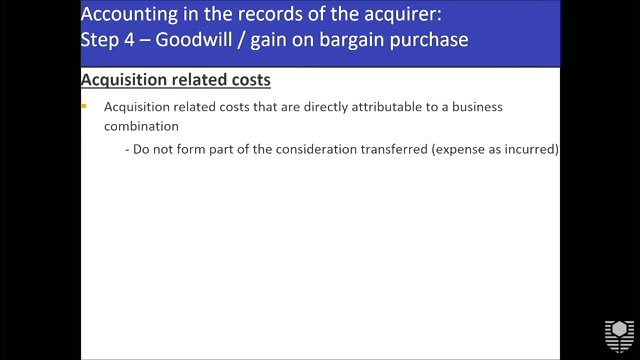 Accounting in the records of the acquirer:
Step 4 – Goodwill / gain on bargain purchase
Acquisition related costs
Acquisition related costs that are directly attributable to a business
combination
- Do not form part of the consideration transferred (expense as incurred)